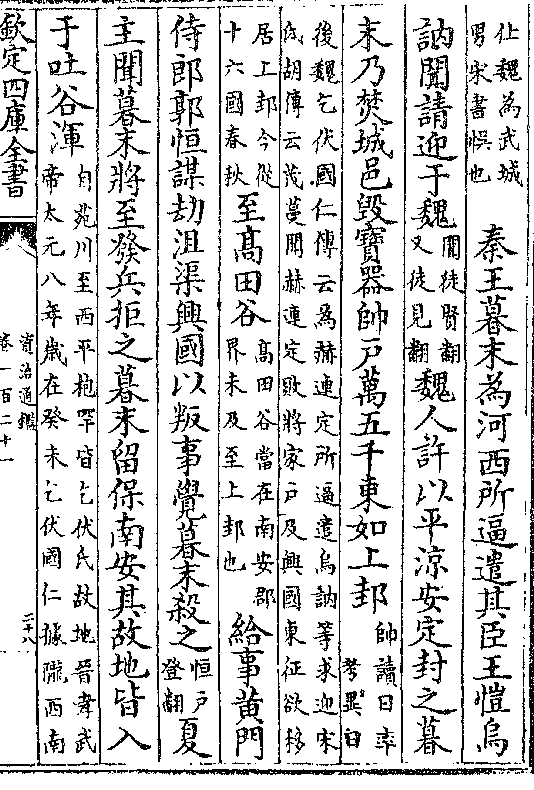 仕魏為武城
男宋書悞也
秦王暮末為河西所逼遣其臣王愷烏
訥闐請迎于魏
闐徒賢翻
又徒見翻
魏人許以平涼安定封之暮
末乃焚城邑毀寶器帥戶萬五千東如上邽
帥讀曰率
考異曰
後魏乞伏國仁傳云為赫連定所逼遣烏訥等求迎宋
氐胡傳云茂蔓聞赫連定敗將家戶及興國東征欲移
居上邽今從
十六國春秋
至高田谷
高田谷當在南安郡
界未及至上邽也
給事黄門
侍郎郭恒謀劫沮渠興國以叛事覺暮末殺之
恒戶
登翻
夏
主聞暮末將至發兵拒之暮末留保南安其故地皆入
于吐谷渾
自苑川至西平枹罕皆乞伏氏故地晉孝武
帝太元八年歲在癸未乞伏國仁據隴西南
欽定四庫全書
資治通鑑
卷一百二十一
二十八